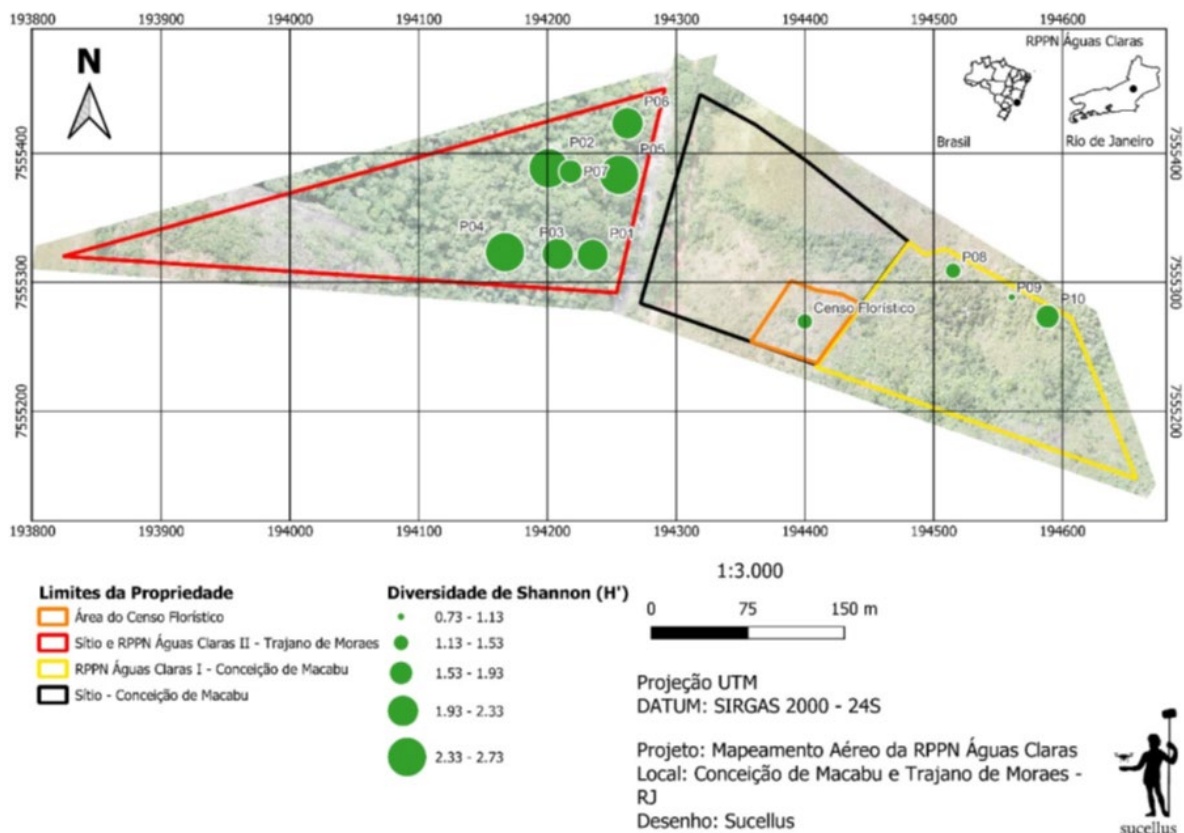 193800 193900 194000 194100 194200 194300 194400 194500 194600
RPPN Águas Claras
N
Brasil
Rio de Janeiro
7555400
7555300
7555200
7555400
7555300
7555200
P06
P02
P05
P07
P04
P03
P01
P08
P09
P10
Censo Florístico
193800 193900 194000 194100 194200 194300 194400 194500 194600
Limites da Propriedade
Área do Censo Florístico
Sítio e RPPN Águas Claras II - Trajano de Moraes
RPPN Águas Claras I - Conceição de Macabu
Sítio - Conceição de Macabu
Diversidade de Shannon (H')
0.73 - 1.13
1.13 - 1.53
1.53 - 1.93
1.93 - 2.33
2.33 - 2.73
1:3.000
0 75 150 m
Projeção UTM
DATUM: SIRGAS 2000 - 24S
Projeto: Mapeamento Aéreo da RPPN Águas Claras
Local: Conceição de Macabu e Trajano de Moraes -
RJ
Desenho: Sucellus
sucellus